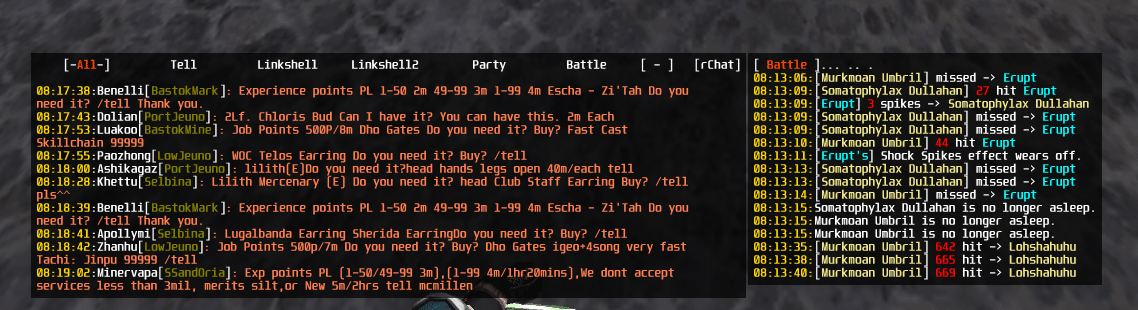 [-All-] Tell Linkshell Linkshell2 Party Battle [ - ] [rChat]
08:17:38:Benelli[BastokMark]: Experience points PL 1-50 2m 49-99 3m 1-99 4m Escha - Zi'Tah Do you
need it? /tell Thank you.
08:17:43:Dolian[PortJeuno]: 2Lf. Chloris Bud Can I have it? You can have this. 2m Each
08:17:53:Luakoo[BastokMine]: Job Points 500P/8m Dho Gates Do you need it? Buy? Fast Cast
Skillchain 99999
08:17:55:Paozhong[LowJeuno]: WOC Telos Earring Do you need it? Buy? /tell
08:18:00:Ashikagaz[PortJeuno]: lilith(E)Do you need it?head hands legs open 40m/each tell
08:18:28:Khettu[Selbina]: Lilith Mercenary (E) Do you need it? head Club Staff Earring Buy? /tell
pls^^
08:18:39:Benelli[BastokMark]: Experience points PL 1-50 2m 49-99 3m 1-99 4m Escha - Zi'Tah Do you
need it? /tell Thank you.
08:18:41:Apollymi[Selbina]: Lugalbanda Earring Sherida EarringDo you need it? Buy? /tell
08:18:42:Zhanhu[LowJeuno]: Job Points 500p/7m Do you need it? Buy? Dho Gates igeo+4song very fast
Tachi: Jinpu 99999 /tell
08:19:02:Minervapa[SSandOria]: Exp points PL (1-50/49-99 3m),(1-99 4m/1hr20mins),We dont accept
services less than 3mil, merits silt,or New 5m/2hrs tell mcmillen
[ Battle ]... .. .
08:13:06:[Murkmoan Umbril] missed -> Erupt
08:13:09:[Somatophylax Dullahan] 27 hit Erupt
08:13:09:[Erupt] 3 spikes -> Somatophylax Dullahan
08:13:09:[Somatophylax Dullahan] missed -> Erupt
08:13:09:[Somatophylax Dullahan] missed -> Erupt
08:13:10:[Murkmoan Umbril] 44 hit Erupt
08:13:11:[Erupt's] Shock Spikes effect wears off.
08:13:13:[Somatophylax Dullahan] missed -> Erupt
08:13:13:[Somatophylax Dullahan] missed -> Erupt
08:13:14:[Murkmoan Umbril] missed -> Erupt
08:13:15:Somatophylax Dullahan is no longer asleep.
08:13:15:Murkmoan Umbril is no longer asleep.
08:13:15:Murkmoan Umbril is no longer asleep.
08:13:35:[Murkmoan Umbril] 642 hit -> Lohshahuhu
08:13:38:[Murkmoan Umbril] 665 hit -> Lohshahuhu
08:13:40:[Murkmoan Umbril] 669 hit -> Lohshahuhu